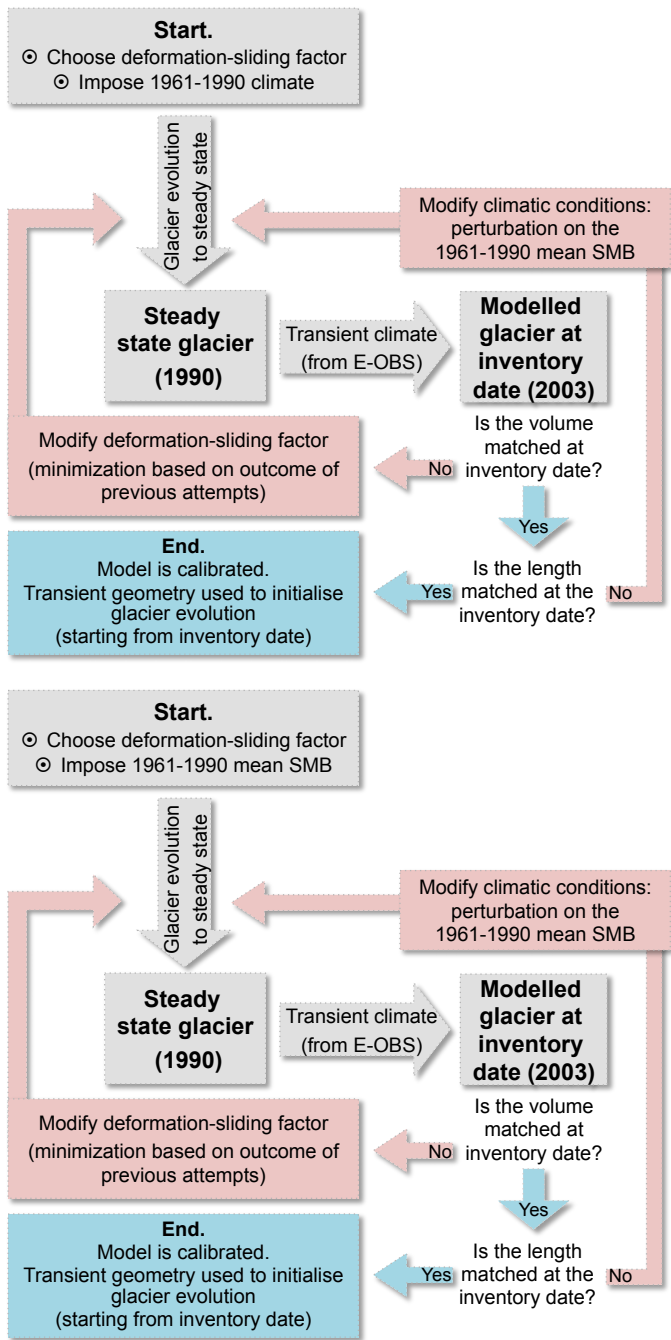 Start.
⊙ Choose deformation-sliding factor
⊙ Impose 1961-1990 climate
Glacier evolution
to steady state
Modify climatic conditions:
perturbation on the
1961-1990 mean SMB
Steady
state glacier
(1990)
Transient climate
(from E-OBS)
Modelled
glacier at
inventory
date (2003)
Is the volume
matched at
inventory date?
No
Modify deformation-sliding factor
(minimization based on outcome of
previous attempts)
Yes
Is the length
matched at the
inventory date?
Yes
No
End.
Model is calibrated.
Transient geometry used to initialise
glacier evolution
(starting from inventory date)
Start.
⊙ Choose deformation-sliding factor
⊙ Impose 1961-1990 mean SMB
Glacier evolution
to steady state
Modify climatic conditions:
perturbation on the
1961-1990 mean SMB
Steady
state glacier
(1990)
Transient climate
(from E-OBS)
Modelled
glacier at
inventory
date (2003)
Is the volume
matched at
inventory date?
No
Modify deformation-sliding factor
(minimization based on outcome of
previous attempts)
Yes
Is the length
matched at the
inventory date?
Yes
No
End.
Model is calibrated.
Transient geometry used to initialise
glacier evolution
(starting from inventory date)